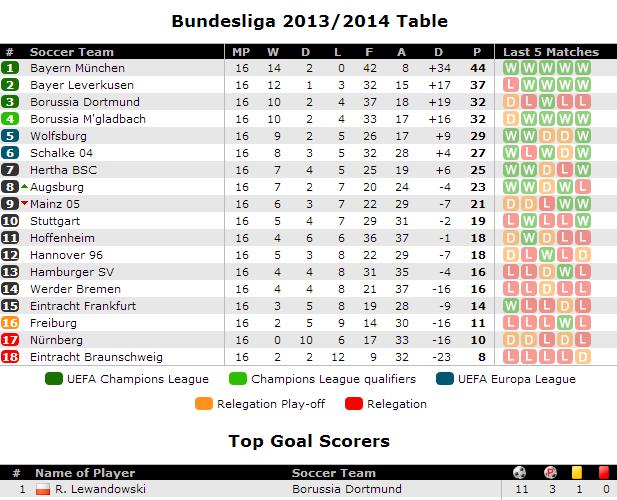 Bundesliga 2013/2014 Table
# Soccer Team MP W D L F A D P Last 5 Matches
1 Bayern München 16 14 2 0 42 8 +34 44 W W W W W
2 Bayer Leverkusen 16 12 1 3 32 15 +17 37 L W W W W
3 Borussia Dortmund 16 10 2 4 37 18 +19 32 D L W L L
4 Borussia M'gladbach 16 10 2 4 33 17 +16 32 D W W W W
5 Wolfsburg 16 9 2 5 26 17 +9 29 W W D D W
6 Schalke 04 16 8 3 5 32 28 +4 27 W L W D W
7 Hertha BSC 16 7 4 5 25 19 +6 25 W W D L W
8 Augsburg 16 7 2 7 20 24 -4 23 W W D W L
9 Mainz 05 16 6 3 7 22 29 -7 21 D D L W W
10 Stuttgart 16 5 4 7 29 31 -2 19 L W L L W
11 Hoffenheim 16 4 6 6 36 37 -1 18 D W D L L
12 Hannover 96 16 5 3 8 22 29 -7 18 D L W L D
13 Hamburger SV 16 4 4 8 31 35 -4 16 L L D W L
14 Werder Bremen 16 4 4 8 21 37 -16 16 L L D L L
15 Eintracht Frankfurt 16 3 5 8 19 28 -9 14 W L L D L
16 Freiburg 16 2 5 9 14 30 -16 11 L L L W L
17 Nürnberg 16 0 10 6 17 33 -16 10 D D L D L
18 Eintracht Braunschweig 16 2 2 12 9 32 -23 8 D L L L L
UEFA Champions League Champions League qualifiers UEFA Europa League
Relegation Play-off Relegation
Top Goal Scorers
# Name of Player Soccer Team P
1 R. Lewandowski Borussia Dortmund 11 3 1 0